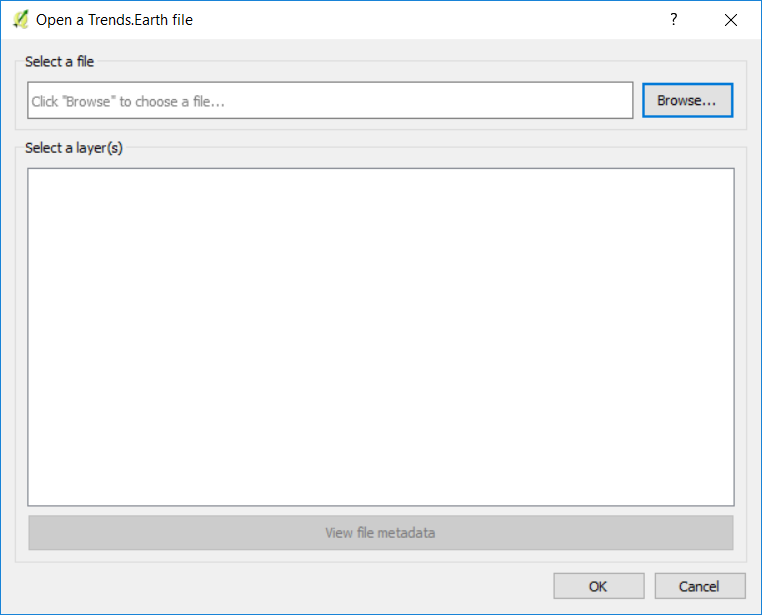 Open a Trends.Earth file
?
Select a file
Click "Browse" to choose a file...
Browse...
Select a layer(s)
View file metadata
OK
Cancel